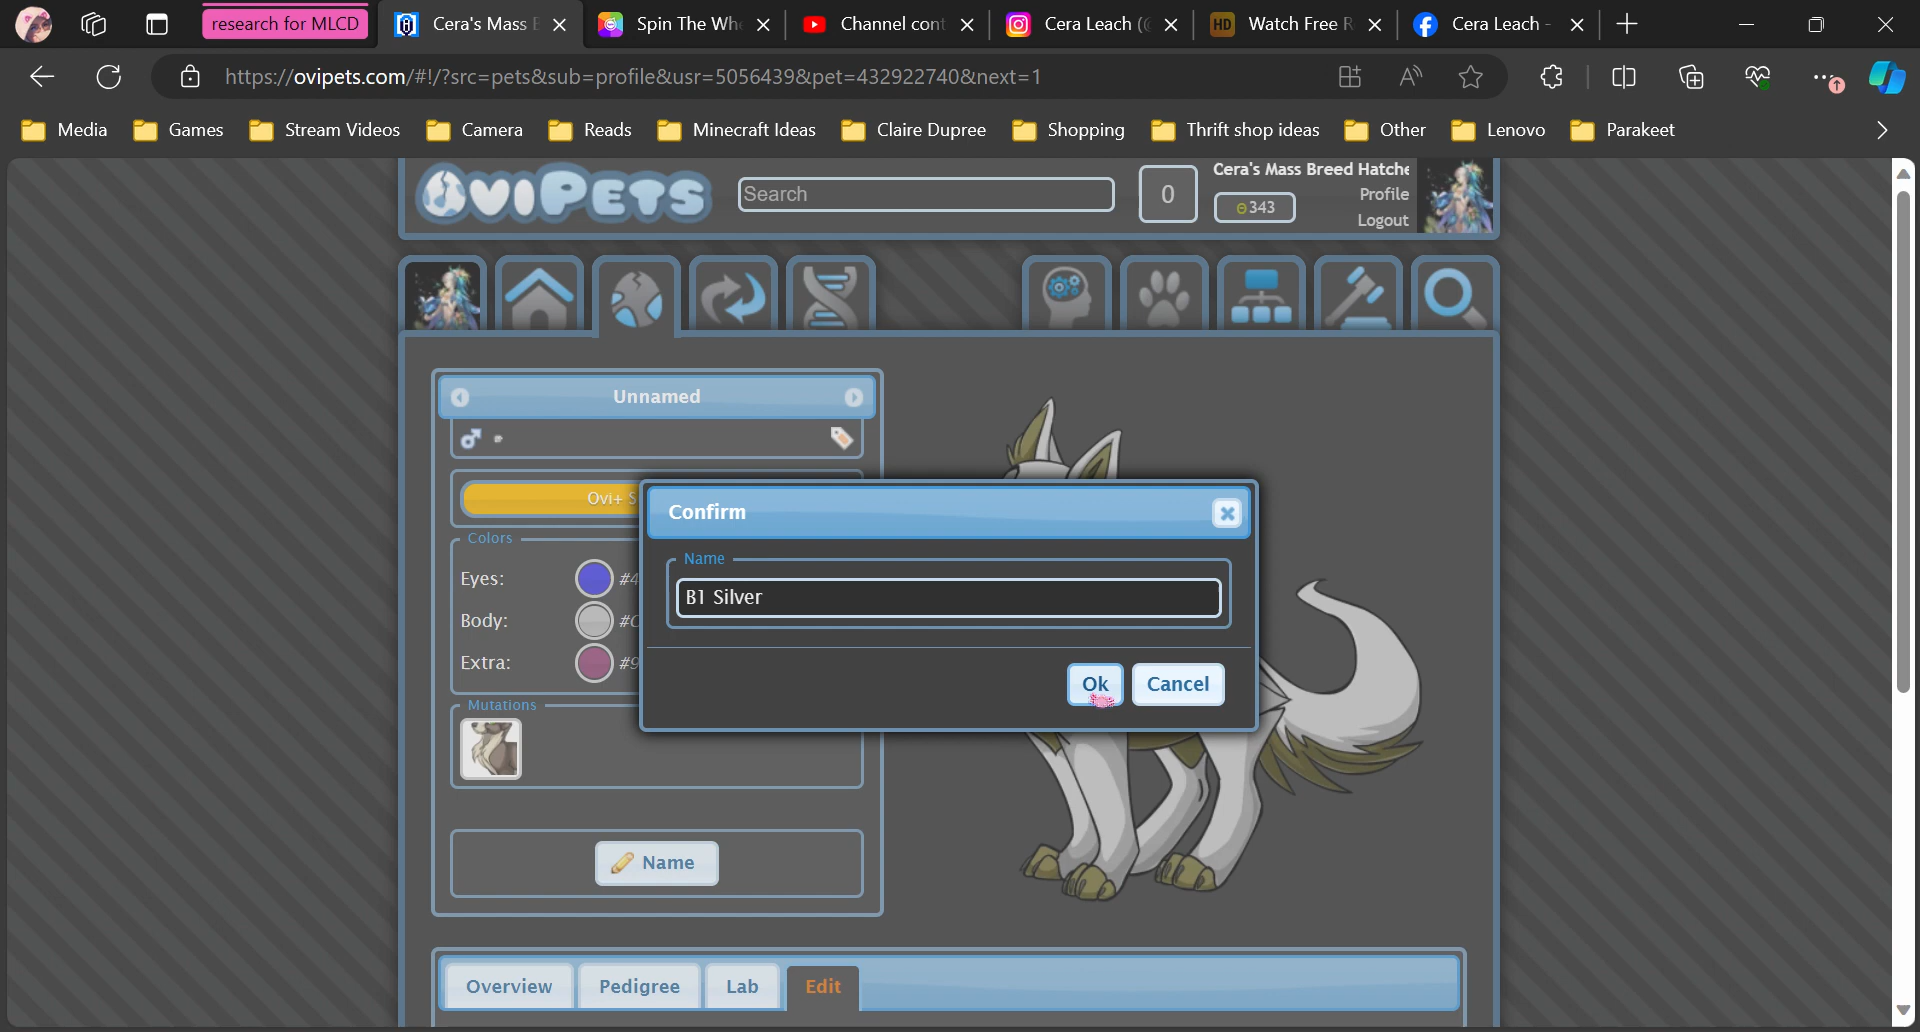 research for MLCD
Cera's Mass
Spin The Wh
Channel cont
Cera Leach (
Watch Free R
Cera Leach -
https://ovipets.com/#!/?src=pets&sub=profile&usr=5056439&pet=432922740&next=1
Media
Games
Stream Videos
Camera
Reads
Minecraft Ideas
Claire Dupree
Shopping
Thrift shop ideas
Other
Lenovo
Parakeet
OviPets
Search
0
Cera's Mass Breed Hatche
343
Profile
Logout
Unnamed
Ovi+ S
Colors
Eyes: #4
Body: #C
Extra: #9
Mutations
Name
Confirm
Name
B1 Silver
Ok
Cancel
Overview
Pedigree
Lab
Edit